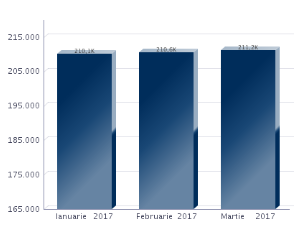 215.000
210,1K
210,6K
211,2K
205.000
195.000
185.000
175.000
165.000
Ianuarie 2017
Februarie 2017
Martie 2017